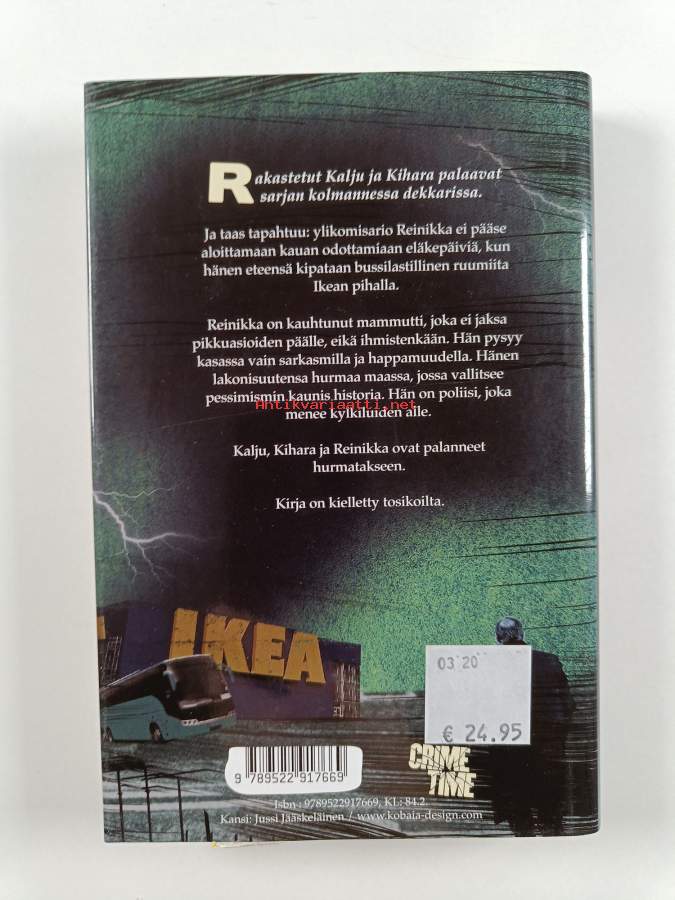 Rakastetut Kalju ja Kihara palaavat
sarjan kolmannessa dekkarissa.
Ja taas tapahtuu: ylikomisario Reinikka ei pääse
aloittamaan kauan odottamiaan eläkepäiviä, kun
hänen eteensä kipataan bussilastillinen ruumiita
Ikean pihalla.
Reinikka on kauhtunut mammutti, joka ei jaksa
pikkuasioiden päälle, eikä ihmistenkään. Hän pysyy
kasassa vain sarkasmilla ja happamuudella. Hänen
lakonisuutensa hurmaa maassa, jossa vallitsee
pessimismin kaunis historia. Hän on poliisi, joka
Antikvariaatti.net
menee kylkiluiden alle.
Kalju, Kihara ja Reinikka ovat palanneet
hurmatakseen.
Kirja on kielletty tosikoilta.
IKEA
03 20
€ 24.95
CRIME
TIME
9 789522 917669
Isbn : 9789522917669, KL: 84.2
Kansi: Jussi Jääskeläinen / www.kobaia-design.com